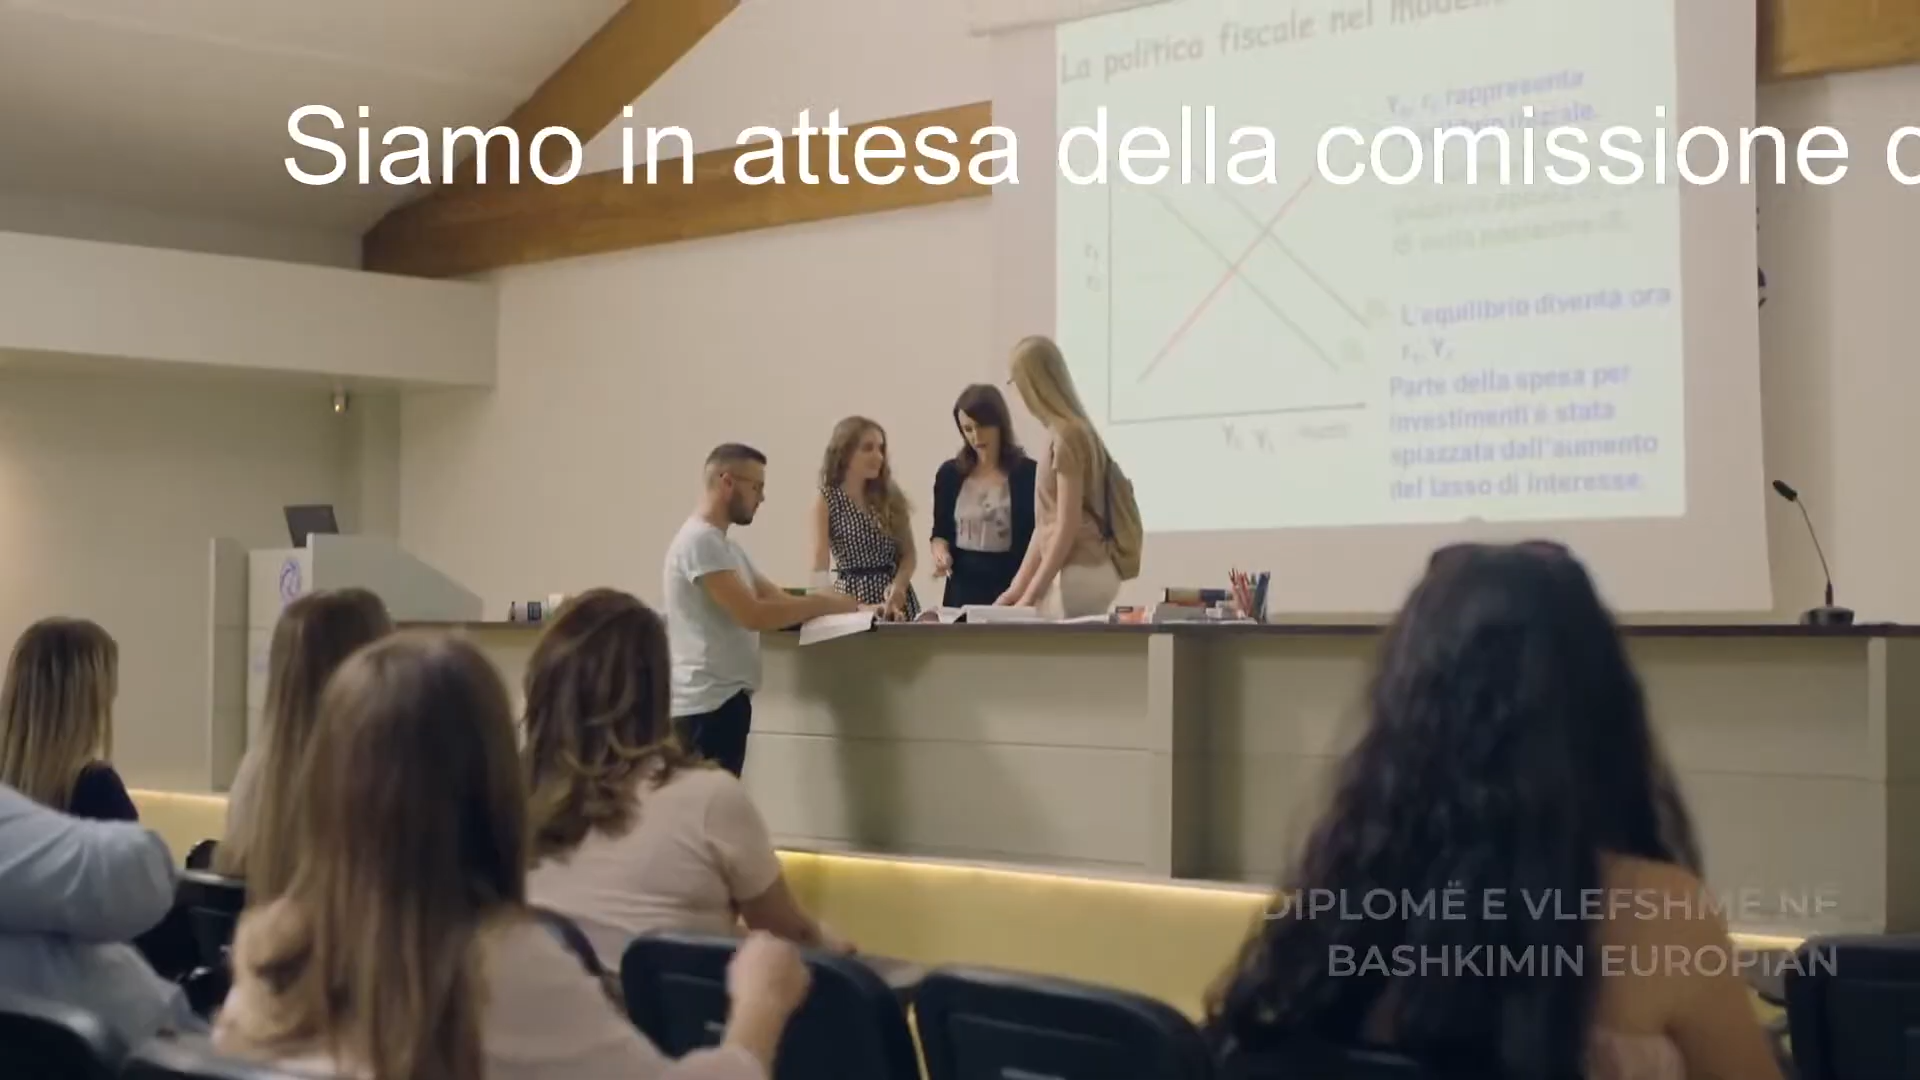 La politica fiscale nel
Siamo in attesa della comissione
rappresenta
L'equilibrio diventa ora
Parte della spesa per
investimenti è stata
spiazzata dall'aumento
del tasso di interesse
DIPLOMË E VLEFSHME NË
BASHKIMIN EUROPIAN